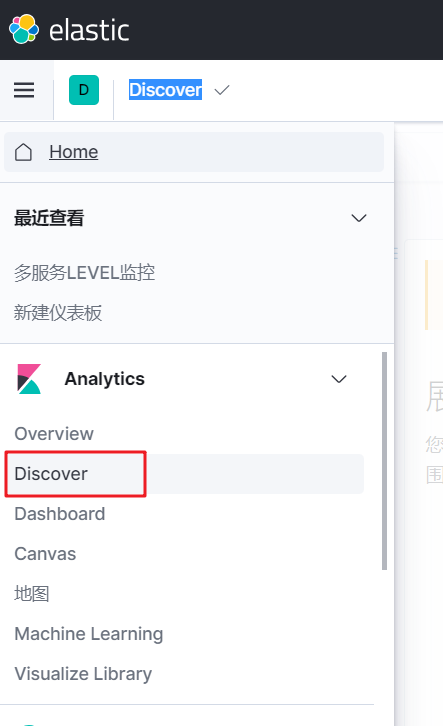 elastic
D
Discover
Home
最近查看
多服务LEVEL监控
新建仪表板
Analytics
Overview
Discover
Dashboard
Canvas
地图
Machine Learning
Visualize Library
展
您
围